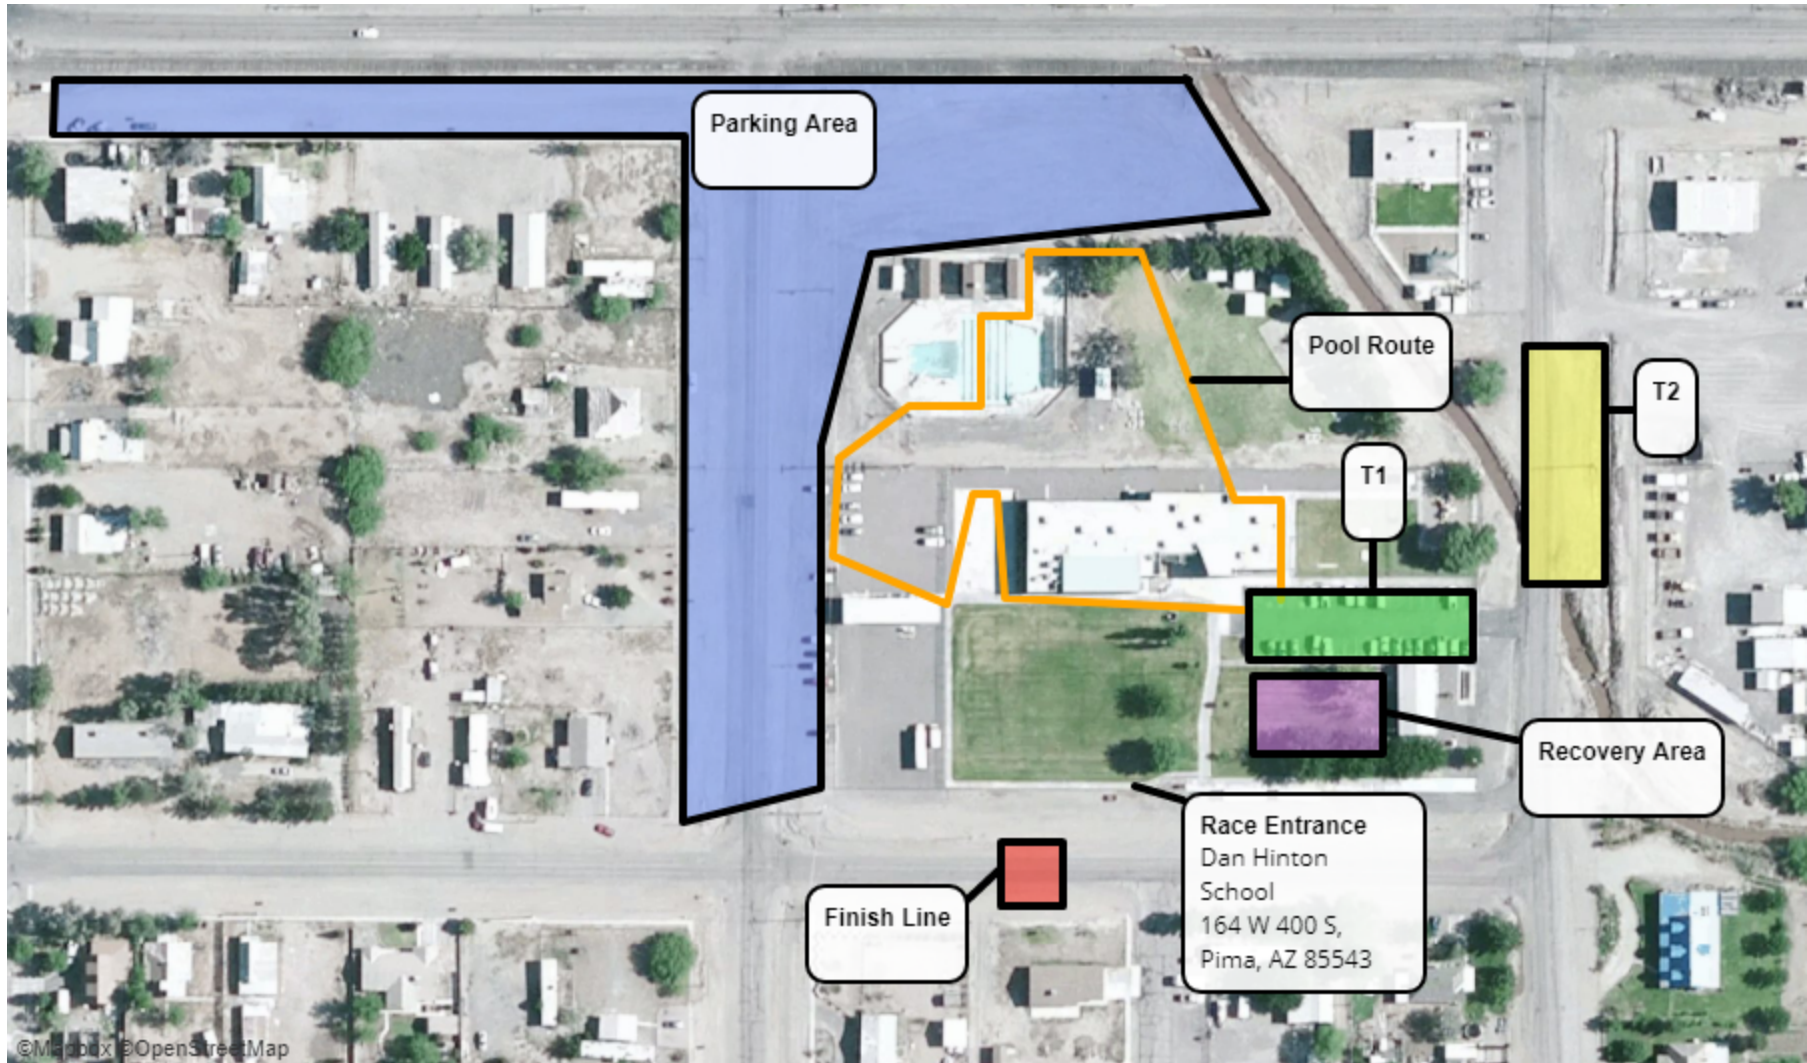 Parking Area
Pool Route
T2
T1
Recovery Area
Race Entrance
Dan Hinton
School
164 W 400 S,
Pima, AZ 85543
Finish Line
©Mapbox ©OpenStreetMap